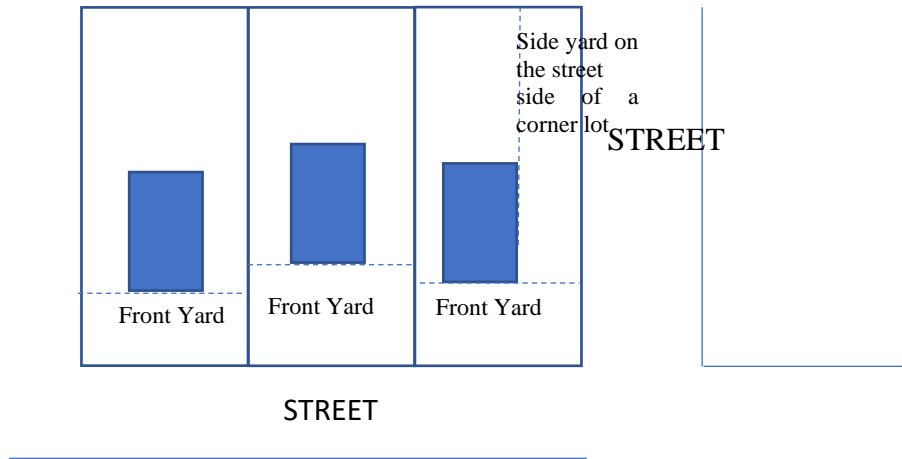 Side yard on
the street
side of a
corner lot
STREET
Front Yard
Front Yard
Front Yard
STREET